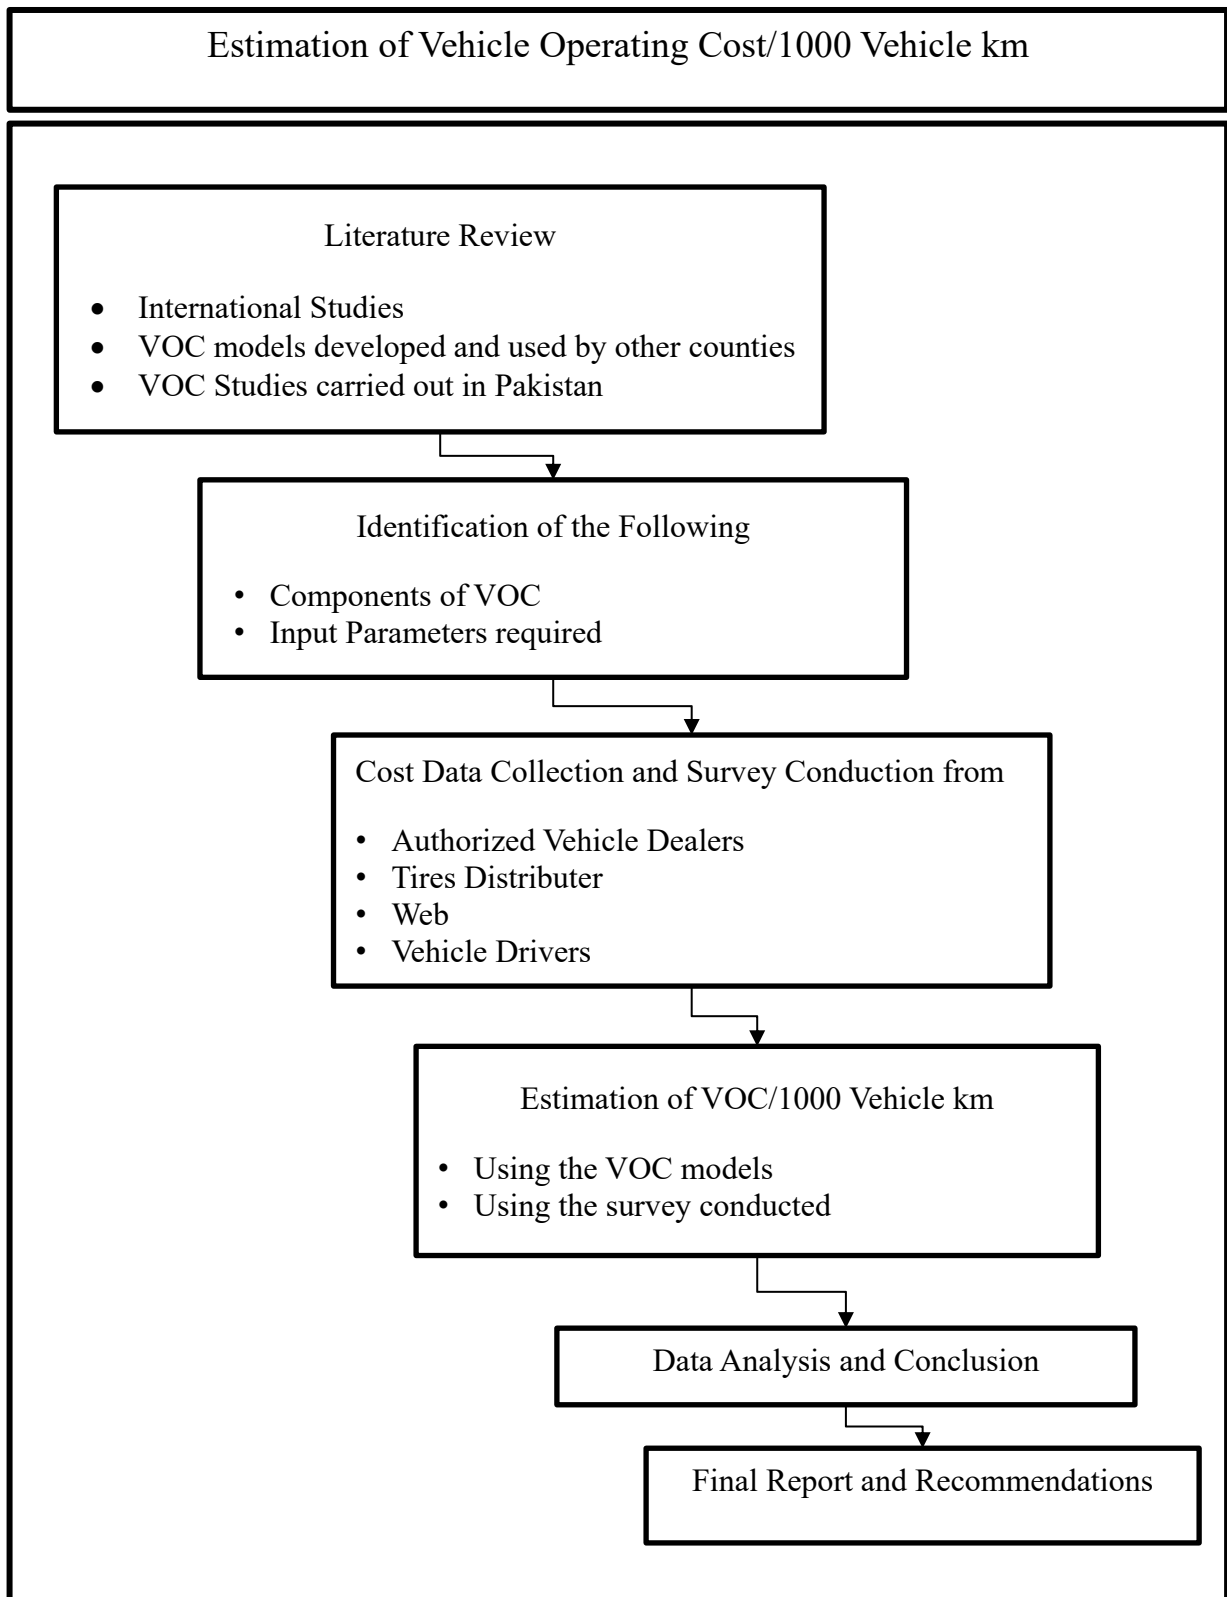 Estimation of Vehicle Operating Cost/1000 Vehicle km
Literature Review
• International Studies
• VOC models developed and used by other counties
• VOC Studies carried out in Pakistan
Identification of the Following
• Components of VOC
• Input Parameters required
Cost Data Collection and Survey Conduction from
• Authorized Vehicle Dealers
• Tires Distributer
• Web
• Vehicle Drivers
Estimation of VOC/1000 Vehicle km
• Using the VOC models
• Using the survey conducted
Data Analysis and Conclusion
Final Report and Recommendations